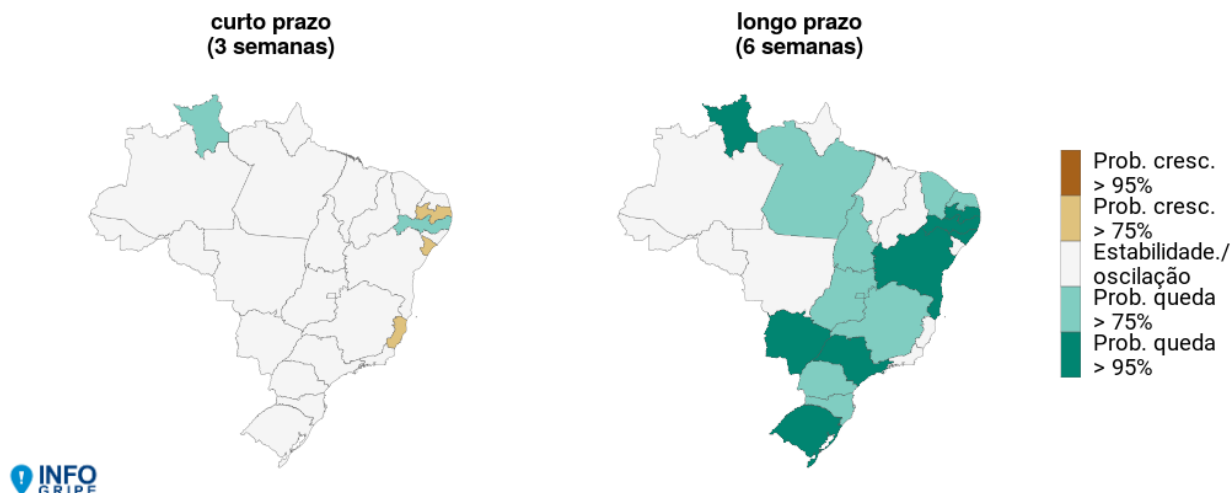 curto prazo
(3 semanas)
longo prazo
(6 semanas)
Prob. cresc.
> 95%
Prob. cresc.
> 75%
Estabilidade./
oscilação
Prob. queda
> 75%
Prob. queda
> 95%
INFO
GRIPE